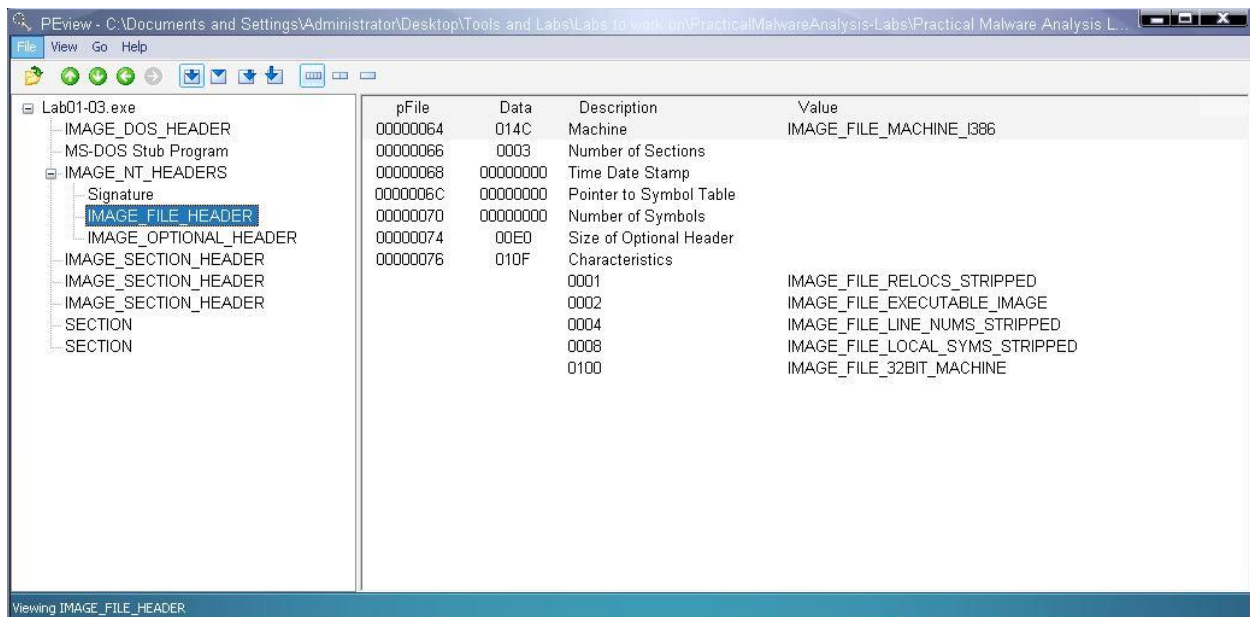 PEview - C:\Documents and Settings\Administrator\Desktop\Tools and Labs\Labs to work on\PracticalMalwareAnalysis-Labs\Practical Malware Analysis L...
File View Go Help
Lab01-03.exe
IMAGE_DOS_HEADER
MS-DOS Stub Program
IMAGE_NT_HEADERS
Signature
IMAGE_FILE_HEADER
IMAGE_OPTIONAL_HEADER
IMAGE_SECTION_HEADER
IMAGE_SECTION_HEADER
IMAGE_SECTION_HEADER
SECTION
SECTION
pFile Data Description Value
00000064 014C Machine IMAGE_FILE_MACHINE_I386
00000066 0003 Number of Sections
00000068 00000000 Time Date Stamp
0000006C 00000000 Pointer to Symbol Table
00000070 00000000 Number of Symbols
00000074 00E0 Size of Optional Header
00000076 010F Characteristics
0001 IMAGE_FILE_RELOCS_STRIPPED
0002 IMAGE_FILE_EXECUTABLE_IMAGE
0004 IMAGE_FILE_LINE_NUMS_STRIPPED
0008 IMAGE_FILE_LOCAL_SYMS_STRIPPED
0100 IMAGE_FILE_32BIT_MACHINE
Viewing IMAGE_FILE_HEADER